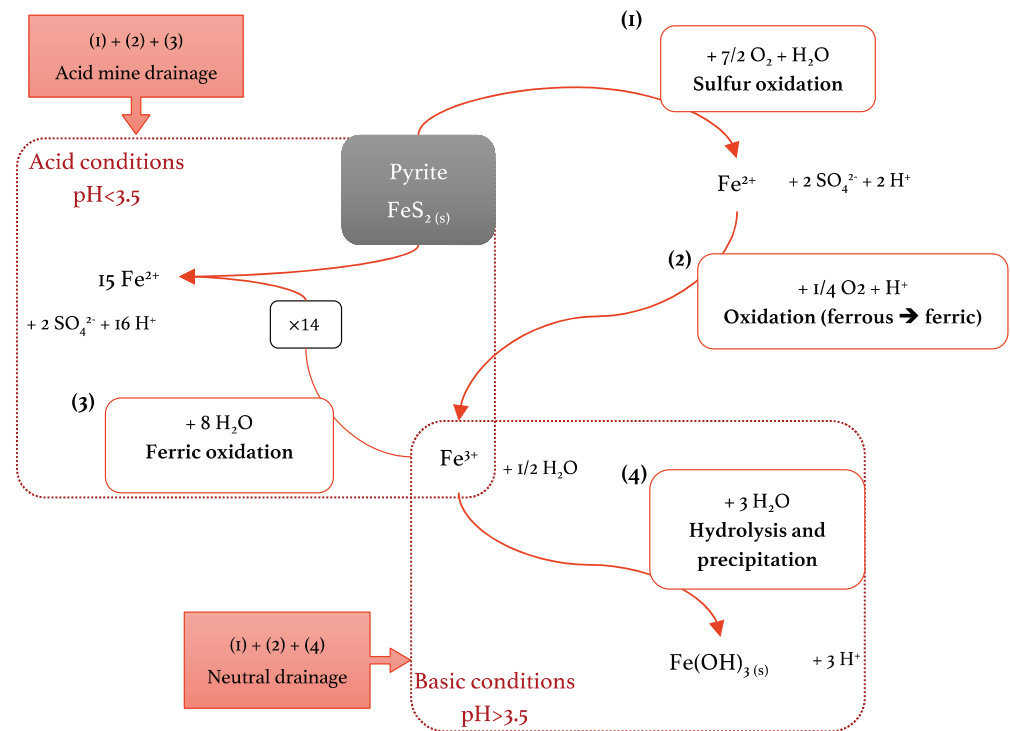 (1) + (2) + (3)
Acid mine drainage
(1)
+ 7/2 O₂ + H₂O
Sulfur oxidation
Acid conditions
pH<3.5
Pyrite
FeS₂ (s)
Fe²⁺ + 2 SO₄²⁻ + 2 H⁺
(2)
+ 1/4 O2 + H⁺
Oxidation (ferrous ➔ ferric)
15 Fe²⁺
+ 2 SO₄²⁻ + 16 H⁺
×14
(3)
+ 8 H₂O
Ferric oxidation
Fe³⁺ + 1/2 H₂O
(4)
+ 3 H₂O
Hydrolysis and
precipitation
(1) + (2) + (4)
Neutral drainage
Fe(OH)₃ (s) + 3 H⁺
Basic conditions
pH>3.5